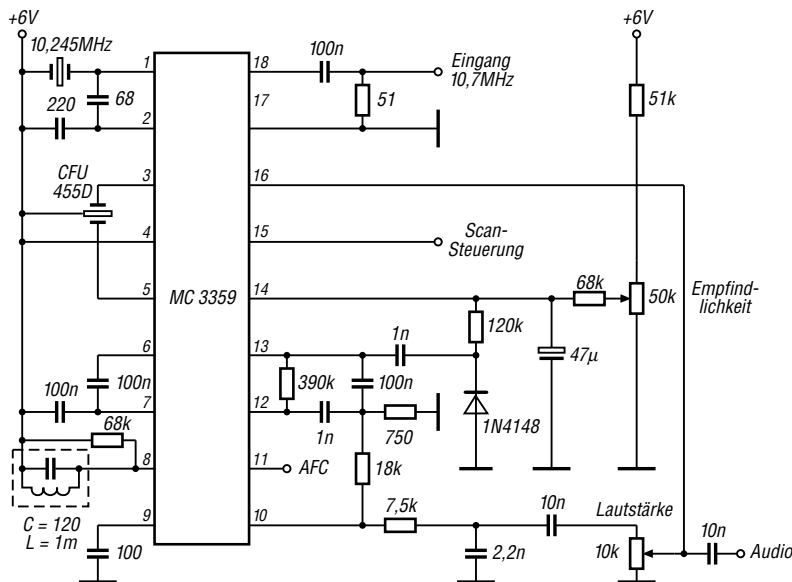 +6V
10,245MHz
1
68
220
2
CFU
455D
3
4
5
6
100n
100n
7
68k
8
C = 120
L = 1m
9
100
MC 3359
18
100n
Eingang
10,7MHz
17
51
16
15
Scan-
Steuerung
14
68k
120k
47µ
13
1n
390k
100n
12
1n
750
1N4148
11
AFC
18k
10
7,5k
10n
2,2n
+6V
51k
50k
Empfind-
lichkeit
Lautstärke
10k
10n
Audio